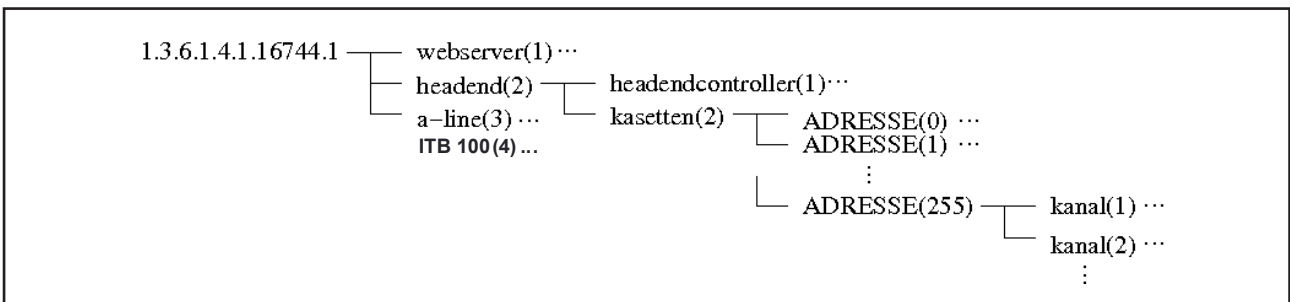 1.3.6.1.4.1.16744.1 webserver(1) ...
headend(2) headendcontroller(1) ...
a-line(3) ... kasetten(2) ADRESSE(0) ...
ITB 100(4) ... ADRESSE(1) ...
⋮
ADRESSE(255) kanal(1) ...
kanal(2) ...
⋮